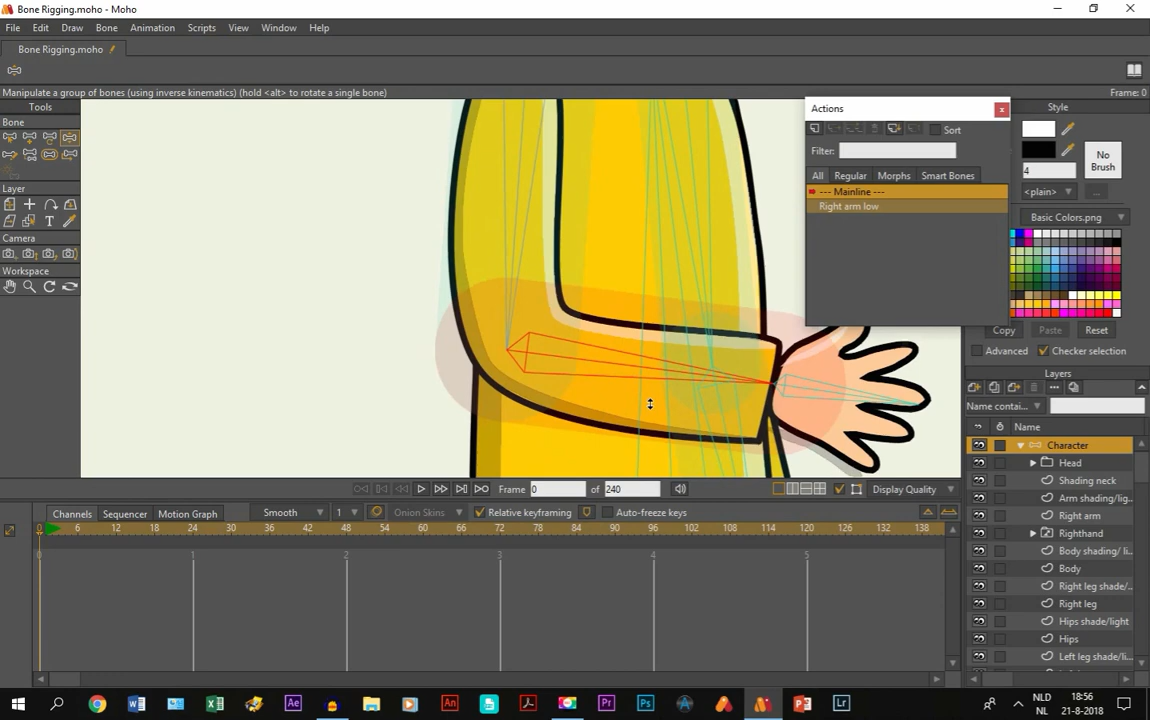 Bone Rigging.moho - Moho
File Edit Draw Bone Animation Scripts View Window Help
Bone Rigging.moho
Manipulate a group of bones (using inverse kinematics) (hold <alt> to rotate a single bone) Frame: 0
Tools
Bone
Layer
T
Camera
Workspace
Actions
Sort
Filter:
All Regular Morphs Smart Bones
--- Mainline ---
Right arm low
Style
No
Brush
4
<plain> ...
Basic Colors.png
Copy Paste Reset
Advanced Checker selection
Layers
Name contai...
Name
Character
Head
Shading neck
Arm shading/lig...
Right arm
Righthand
Body shading/ li...
Body
Right leg shade/...
Right leg
Hips shade/light
Hips
Left leg shade/...
Frame 0 of 240 Display Quality
Channels Sequencer Motion Graph Smooth 1 Onion Skins Relative keyframing Auto-freeze keys
0 6 12 18 24 30 36 42 48 54 60 66 72 78 84 90 96 102 108 114 120 126 132 138
0 1 2 3 4 5
W X Ae An Pr Ps P Lr
NLD
NL
18:56
21-8-2018